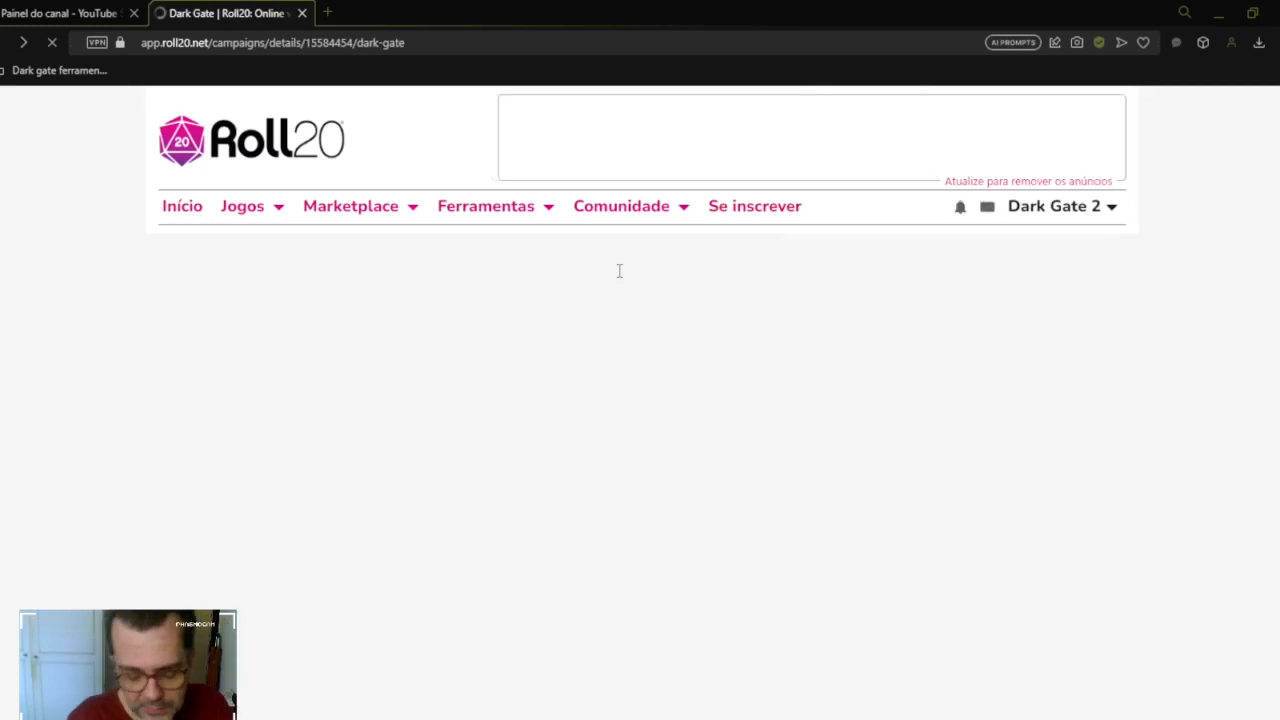 Painel do canal - YouTube
Dark Gate | Roll20: Online
VPN
app.roll20.net/campaigns/details/15584454/dark-gate
AI PROMPTS
Dark gate ferramen...
20
Roll20
Atualize para remover os anúncios
Início
Jogos
Marketplace
Ferramentas
Comunidade
Se inscrever
Dark Gate 2